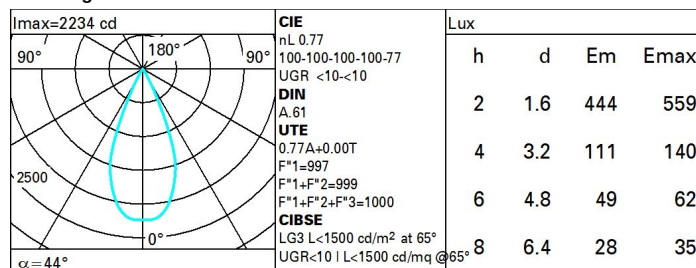 Imax=2234 cd
90°
180°
90°
2500
0°
α=44°
CIE
nL 0.77
100-100-100-100-77
UGR <10-<10
DIN
A.61
UTE
0.77A+0.00T
F"1=997
F"1+F"2=999
F"1+F"2+F"3=1000
CIBSE
LG3 L<1500 cd/m² at 65°
UGR<10 | L<1500 cd/mq @65°
Lux
h d Em Emax
2 1.6 444 559
4 3.2 111 140
6 4.8 49 62
8 6.4 28 35